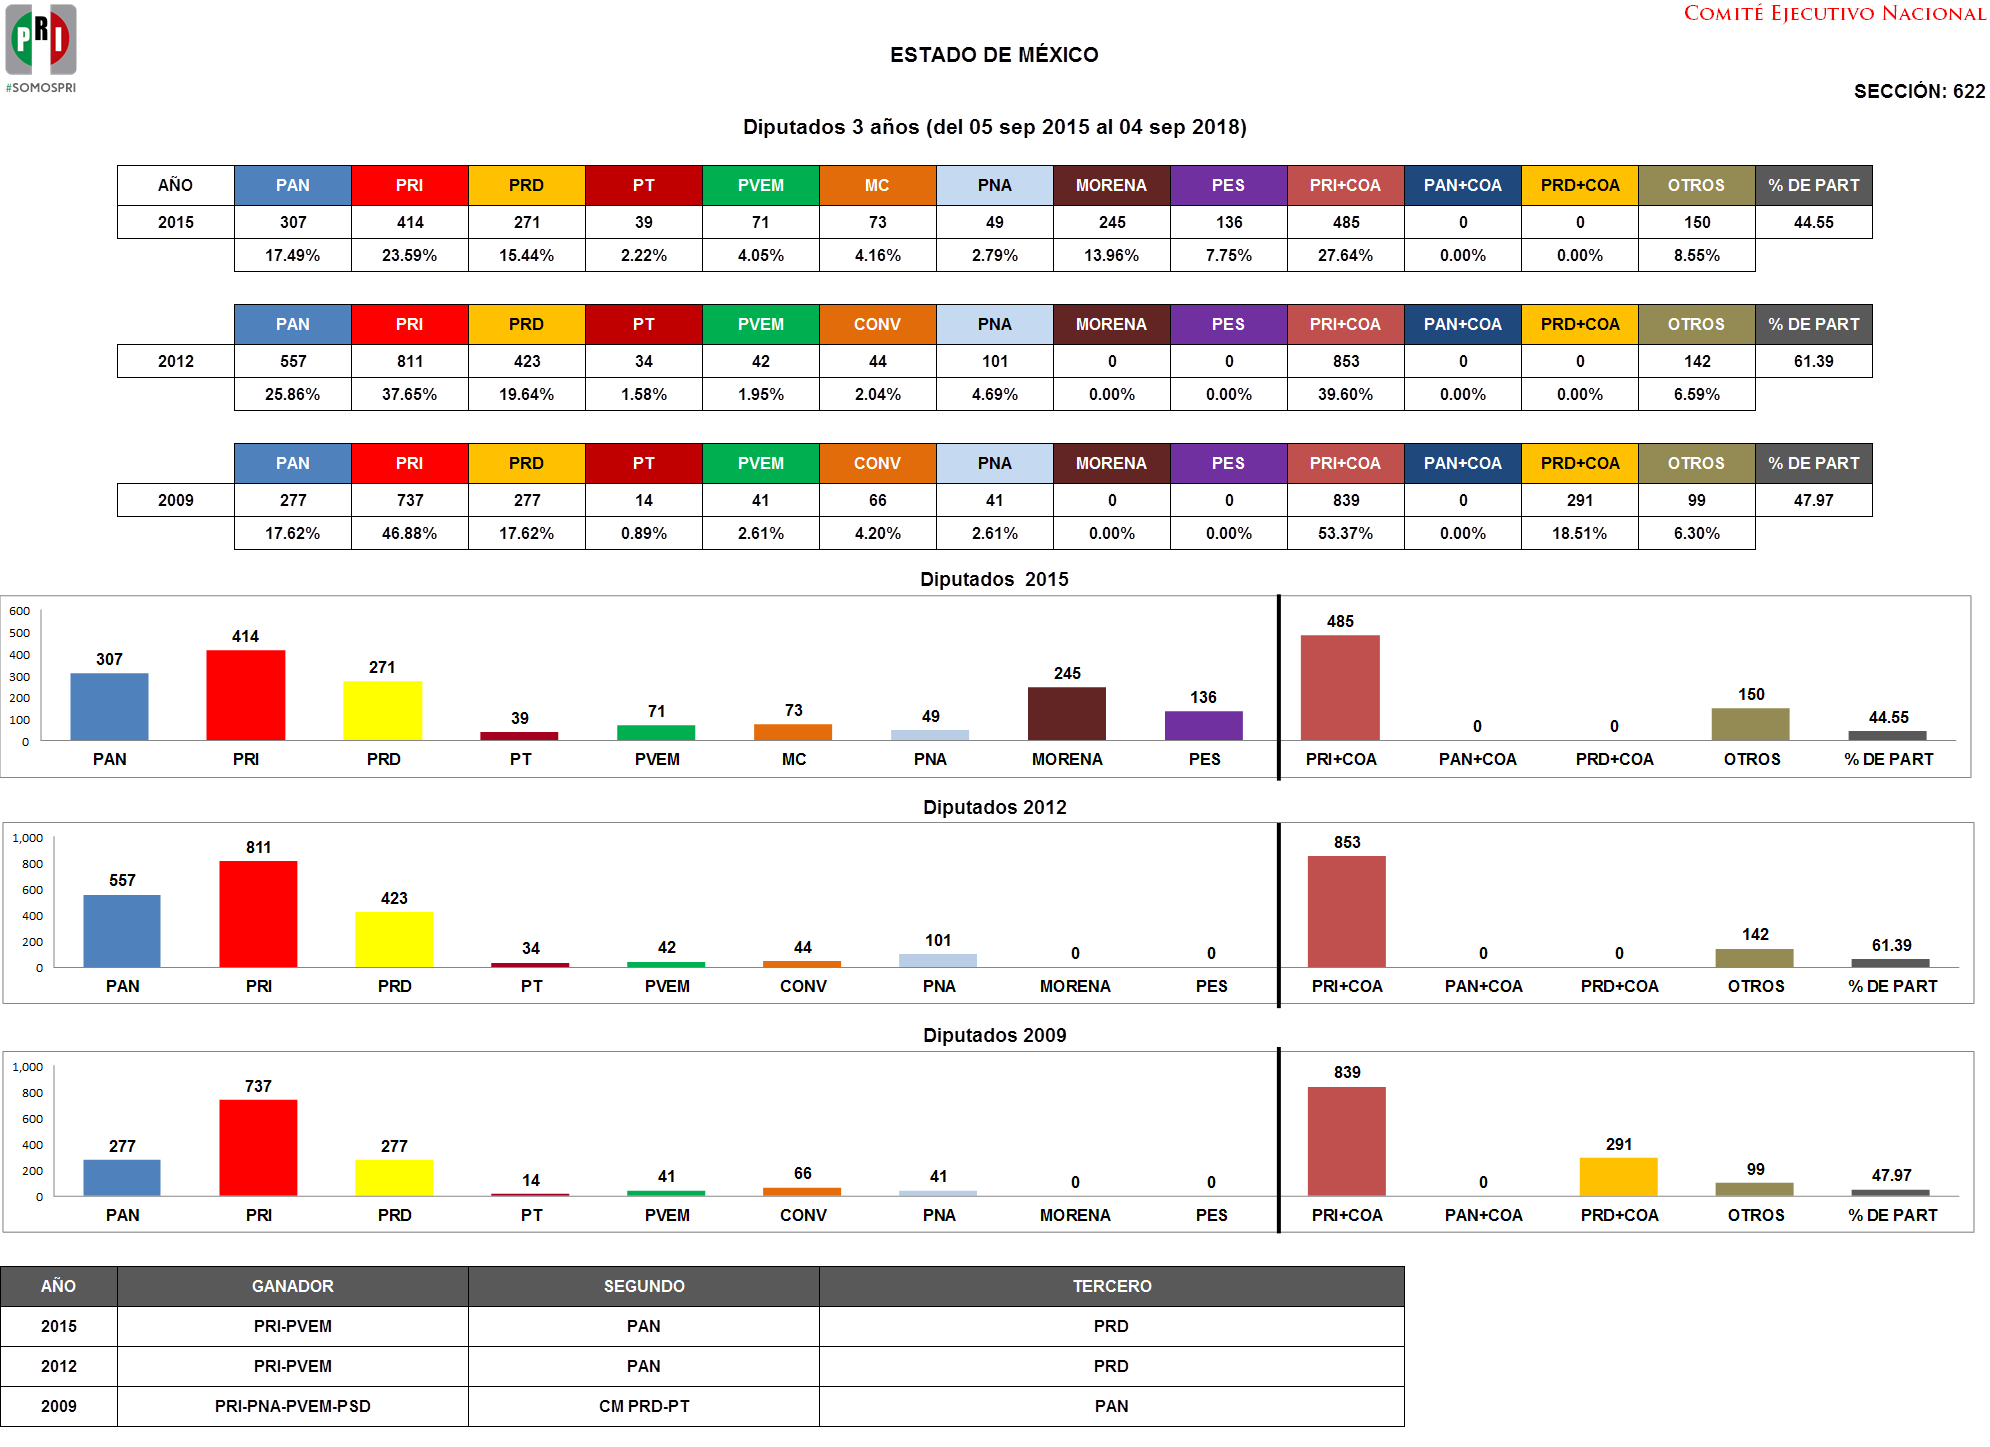 PRI
#SOMOSPRI
COMITÉ EJECUTIVO NACIONAL
ESTADO DE MÉXICO
SECCIÓN: 622
Diputados 3 años (del 05 sep 2015 al 04 sep 2018)
AÑO PAN PRI PRD PT PVEM MC PNA MORENA PES PRI+COA PAN+COA PRD+COA OTROS % DE PART
2015 307 414 271 39 71 73 49 245 136 485 0 0 150 44.55
17.49% 23.59% 15.44% 2.22% 4.05% 4.16% 2.79% 13.96% 7.75% 27.64% 0.00% 0.00% 8.55%
PAN PRI PRD PT PVEM CONV PNA MORENA PES PRI+COA PAN+COA PRD+COA OTROS % DE PART
2012 557 811 423 34 42 44 101 0 0 853 0 0 142 61.39
25.86% 37.65% 19.64% 1.58% 1.95% 2.04% 4.69% 0.00% 0.00% 39.60% 0.00% 0.00% 6.59%
PAN PRI PRD PT PVEM CONV PNA MORENA PES PRI+COA PAN+COA PRD+COA OTROS % DE PART
2009 277 737 277 14 41 66 41 0 0 839 0 291 99 47.97
17.62% 46.88% 17.62% 0.89% 2.61% 4.20% 2.61% 0.00% 0.00% 53.37% 0.00% 18.51% 6.30%
Diputados 2015
600
500
400
300
200
100
0
307 414 271 39 71 73 49 245 136 485 0 0 150 44.55
PAN PRI PRD PT PVEM MC PNA MORENA PES PRI+COA PAN+COA PRD+COA OTROS % DE PART
Diputados 2012
1,000
800
600
400
200
0
557 811 423 34 42 44 101 0 0 853 0 0 142 61.39
PAN PRI PRD PT PVEM CONV PNA MORENA PES PRI+COA PAN+COA PRD+COA OTROS % DE PART
Diputados 2009
1,000
800
600
400
200
0
277 737 277 14 41 66 41 0 0 839 0 291 99 47.97
PAN PRI PRD PT PVEM CONV PNA MORENA PES PRI+COA PAN+COA PRD+COA OTROS % DE PART
AÑO GANADOR SEGUNDO TERCERO
2015 PRI-PVEM PAN PRD
2012 PRI-PVEM PAN PRD
2009 PRI-PNA-PVEM-PSD CM PRD-PT PAN